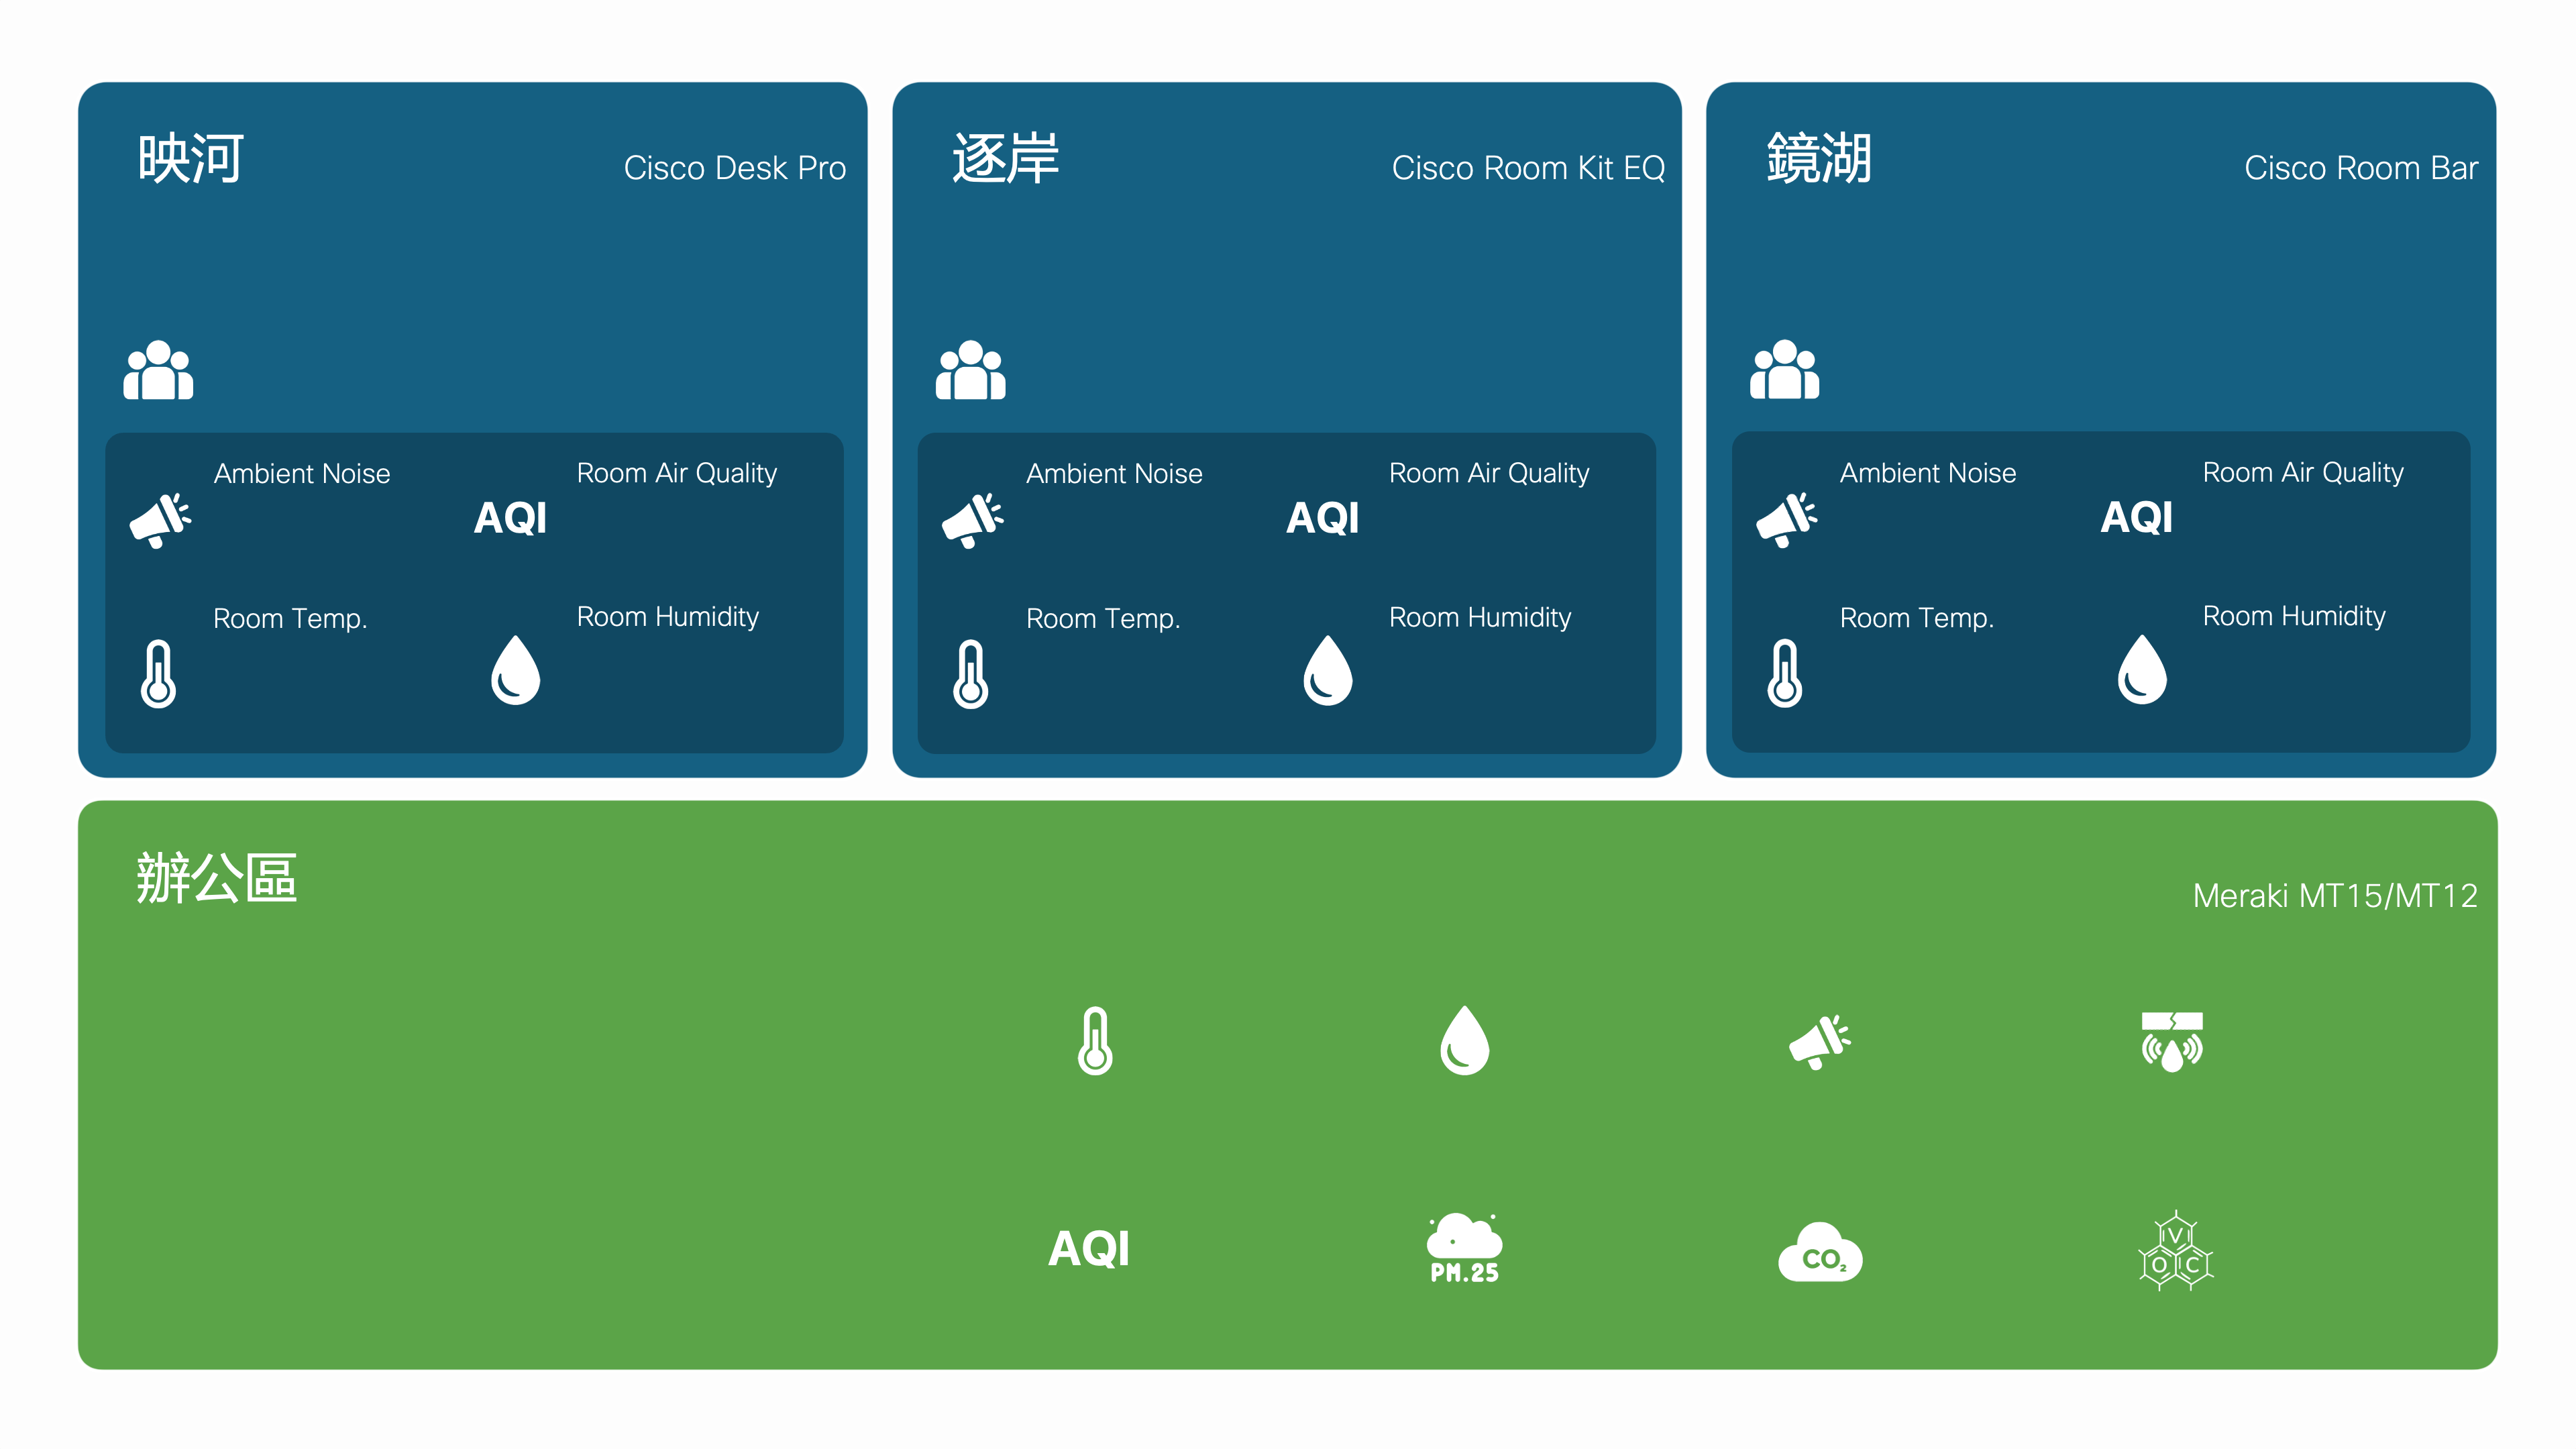 映河
Cisco Desk Pro
Ambient Noise
Room Air Quality
AQI
Room Temp.
Room Humidity
逐岸
Cisco Room Kit EQ
Ambient Noise
Room Air Quality
AQI
Room Temp.
Room Humidity
鏡湖
Cisco Room Bar
Ambient Noise
Room Air Quality
AQI
Room Temp.
Room Humidity
辦公區
Meraki MT15/MT12
AQI
PM.25
CO₂
V
O C